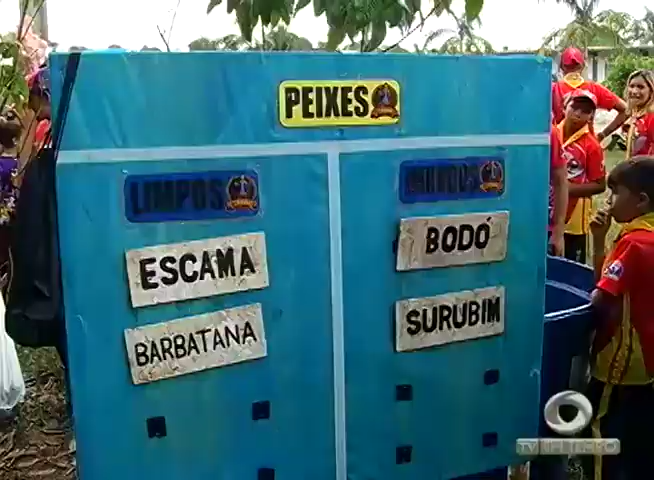 PEIXES
LIMPOS
ESCAMA
BODÓ
BARBATANA
SURUBIM